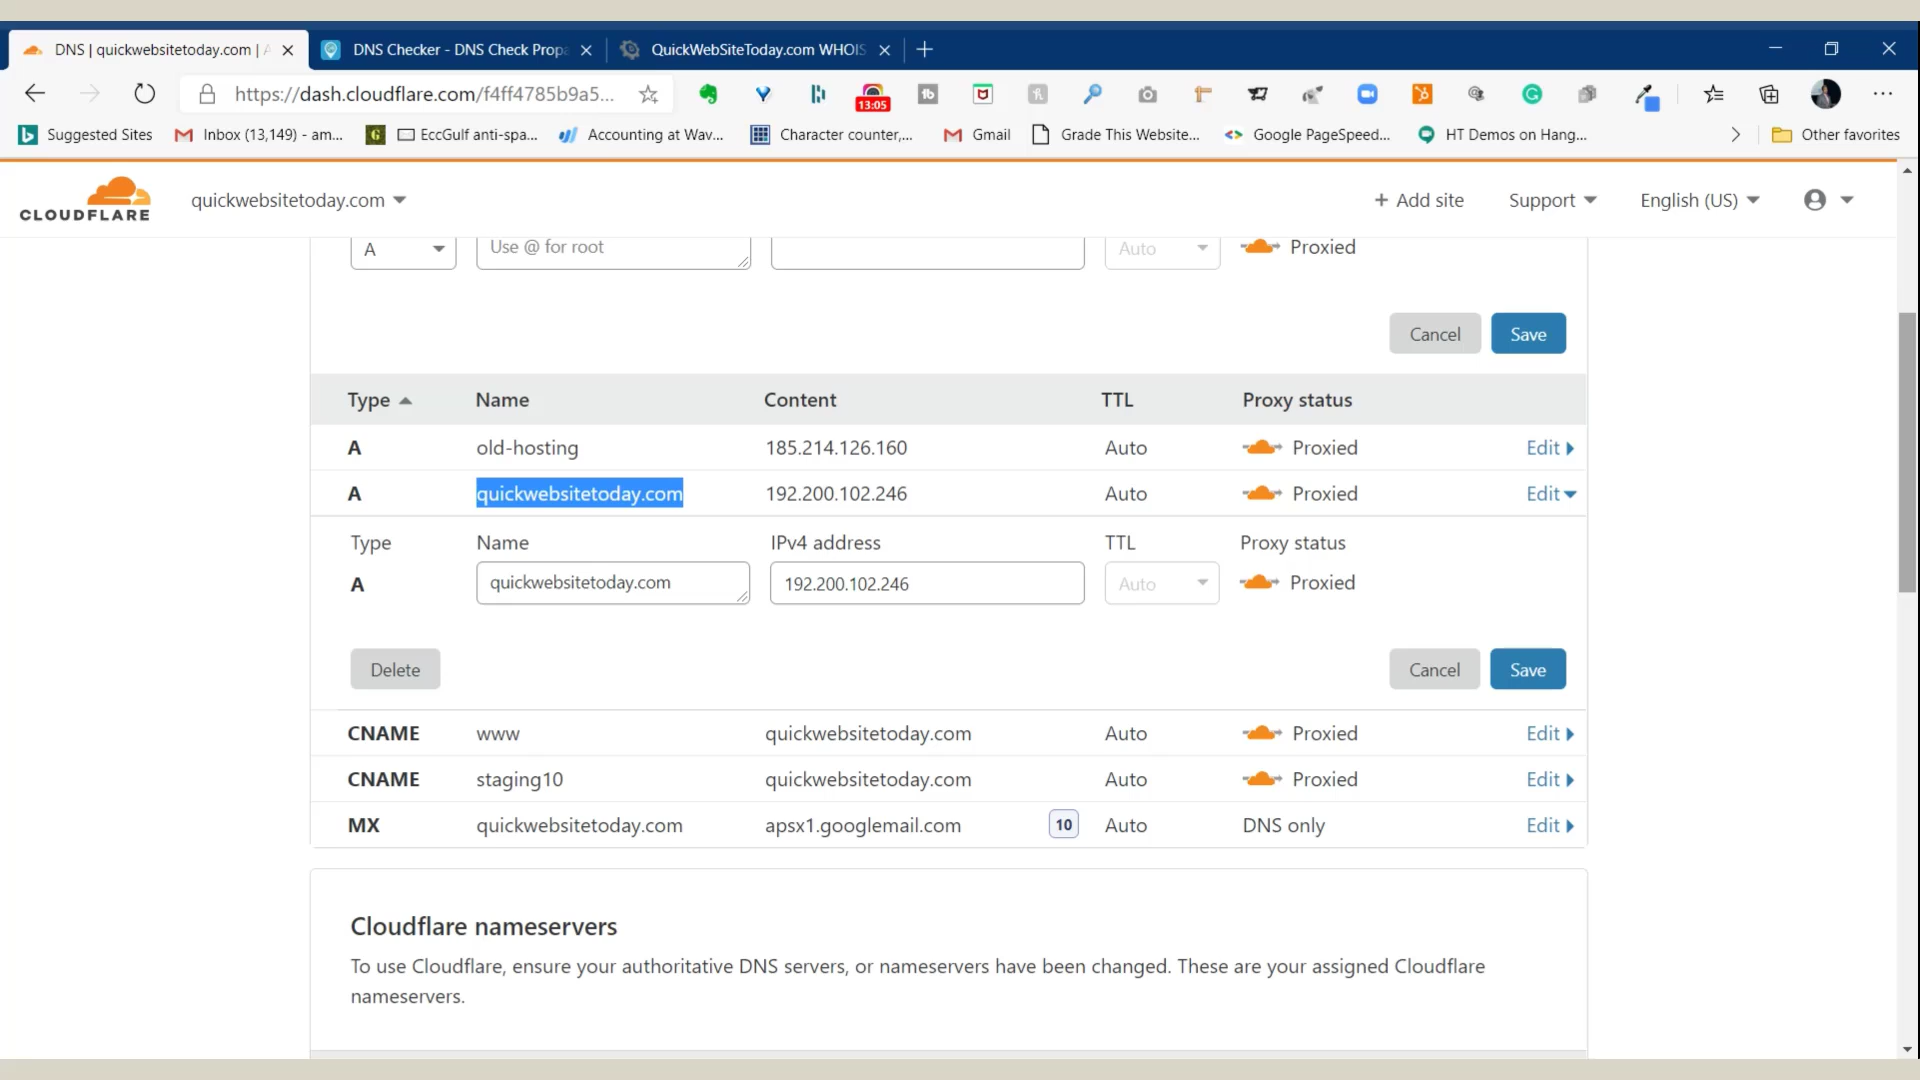 DNS | quickwebsitetoday.com | A
DNS Checker - DNS Check Propa
QuickWebSiteToday.com WHOIS
https://dash.cloudflare.com/f4ff4785b9a5...
13:05
Suggested Sites
Inbox (13,149) - am...
EccGulf anti-spa...
Accounting at Wav...
Character counter,...
Gmail
Grade This Website...
Google PageSpeed...
HT Demos on Hang...
Other favorites
CLOUDFLARE
quickwebsitetoday.com
+ Add site
Support
English (US)
A
Use @ for root
Auto
Proxied
Cancel
Save
Type Name Content TTL Proxy status
A old-hosting 185.214.126.160 Auto Proxied Edit
A quickwebsitetoday.com 192.200.102.246 Auto Proxied Edit
Type Name IPv4 address TTL Proxy status
A quickwebsitetoday.com 192.200.102.246 Auto Proxied
Delete Cancel Save
CNAME www quickwebsitetoday.com Auto Proxied Edit
CNAME staging10 quickwebsitetoday.com Auto Proxied Edit
MX quickwebsitetoday.com apsx1.googlemail.com 10 Auto DNS only Edit
Cloudflare nameservers
To use Cloudflare, ensure your authoritative DNS servers, or nameservers have been changed. These are your assigned Cloudflare
nameservers.